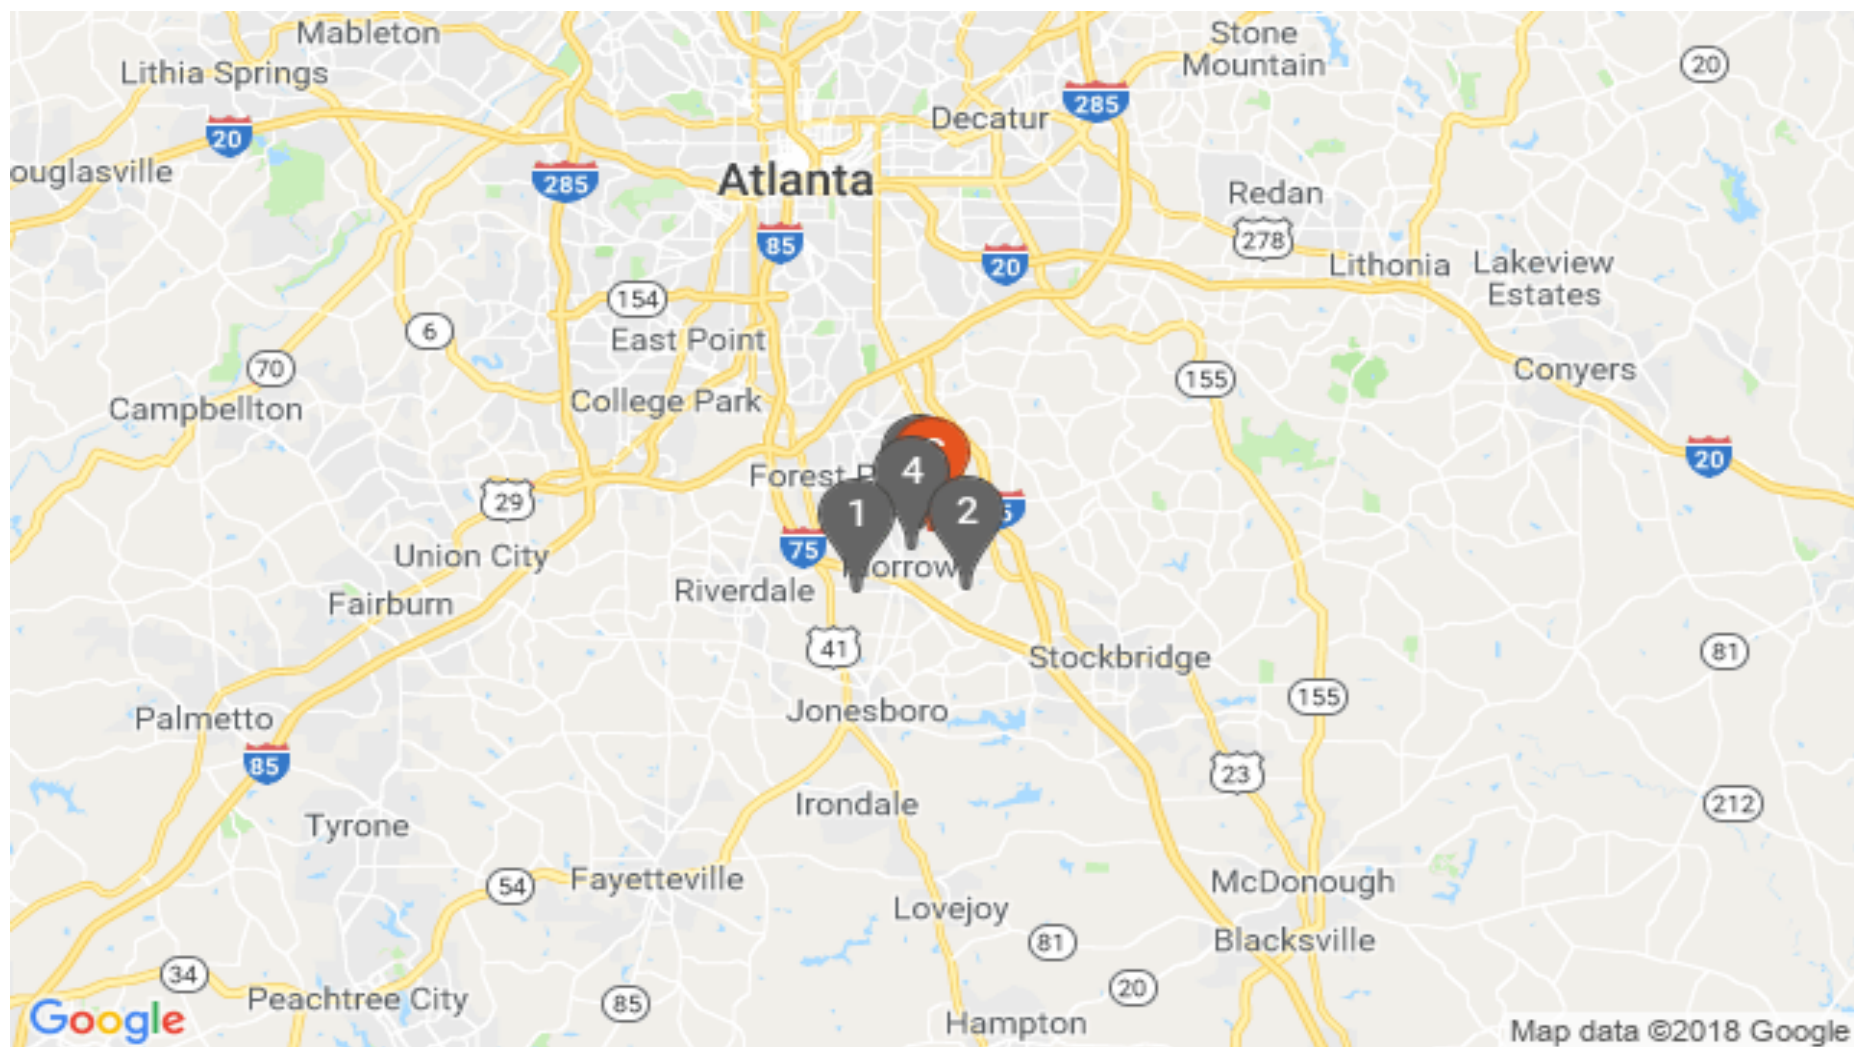 Mableton
Stone
Mountain
Lithia Springs
20
285
Decatur
20
ouglasville
285
Atlanta
Redan
85
278
20
Lithonia
Lakeview
Estates
154
6
East Point
70
155
Conyers
Campbellton
College Park
20
Forest P
4
29
1
2
5
75
Union City
Morrow
Riverdale
Fairburn
41
Stockbridge
81
155
Palmetto
Jonesboro
85
23
Irondale
212
Tyrone
54
Fayetteville
McDonough
Lovejoy
81
Blacksville
34
20
Peachtree City
85
Google
Hampton
Map data ©2018 Google